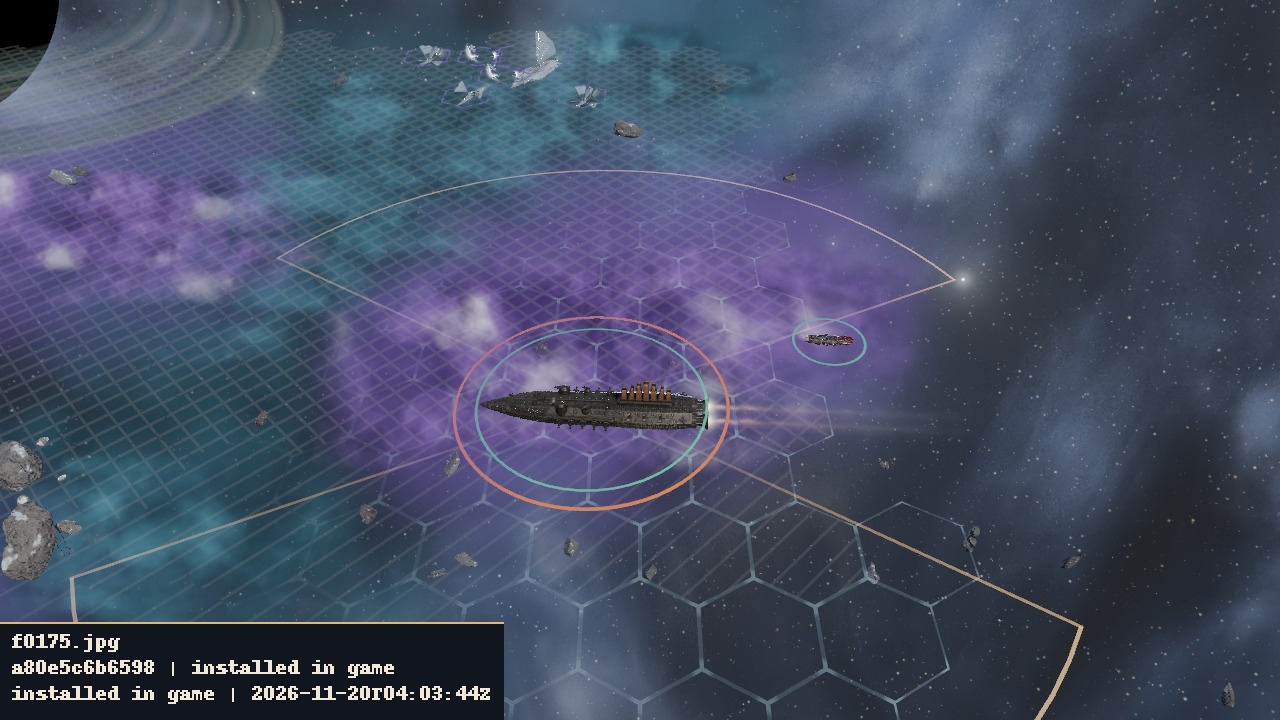 f0175.jpg
a80e5c6b6598 | installed in game
installed in game | 2026-11-20T04:03:44Z